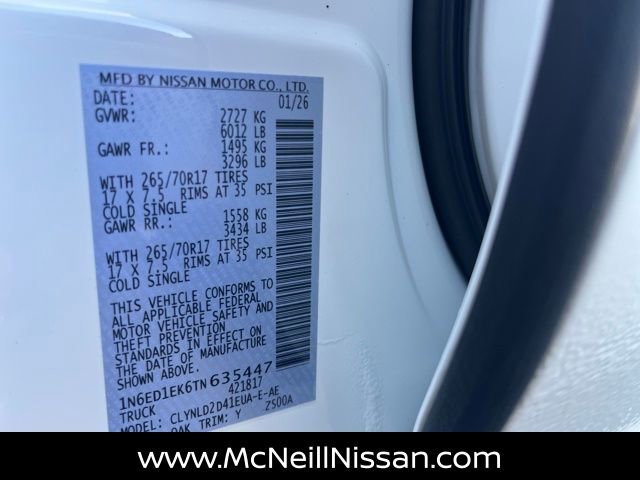 MFD BY NISSAN MOTOR CO., LTD.
DATE: 01/26
GVWR: 2727 KG
6012 LB
GAWR FR.: 1495 KG
3296 LB
WITH 265/70R17 TIRES
17 X 7.5 RIMS AT 35 PSI
COLD SINGLE
GAWR RR.: 1558 KG
3434 LB
WITH 265/70R17 TIRES
17 X 7.5 RIMS AT 35 PSI
COLD SINGLE
THIS VEHICLE CONFORMS TO
ALL APPLICABLE FEDERAL
MOTOR VEHICLE SAFETY AND
THEFT PREVENTION
STANDARDS IN EFFECT ON
THE DATE OF MANUFACTURE
SHOWN ABOVE.
1N6ED1EK6TN635447
TRUCK 421817
MODEL: CLYNLD2D41EUA-E-AE
QAK TRIM: Y ZS00A
www.McNeillNissan.com